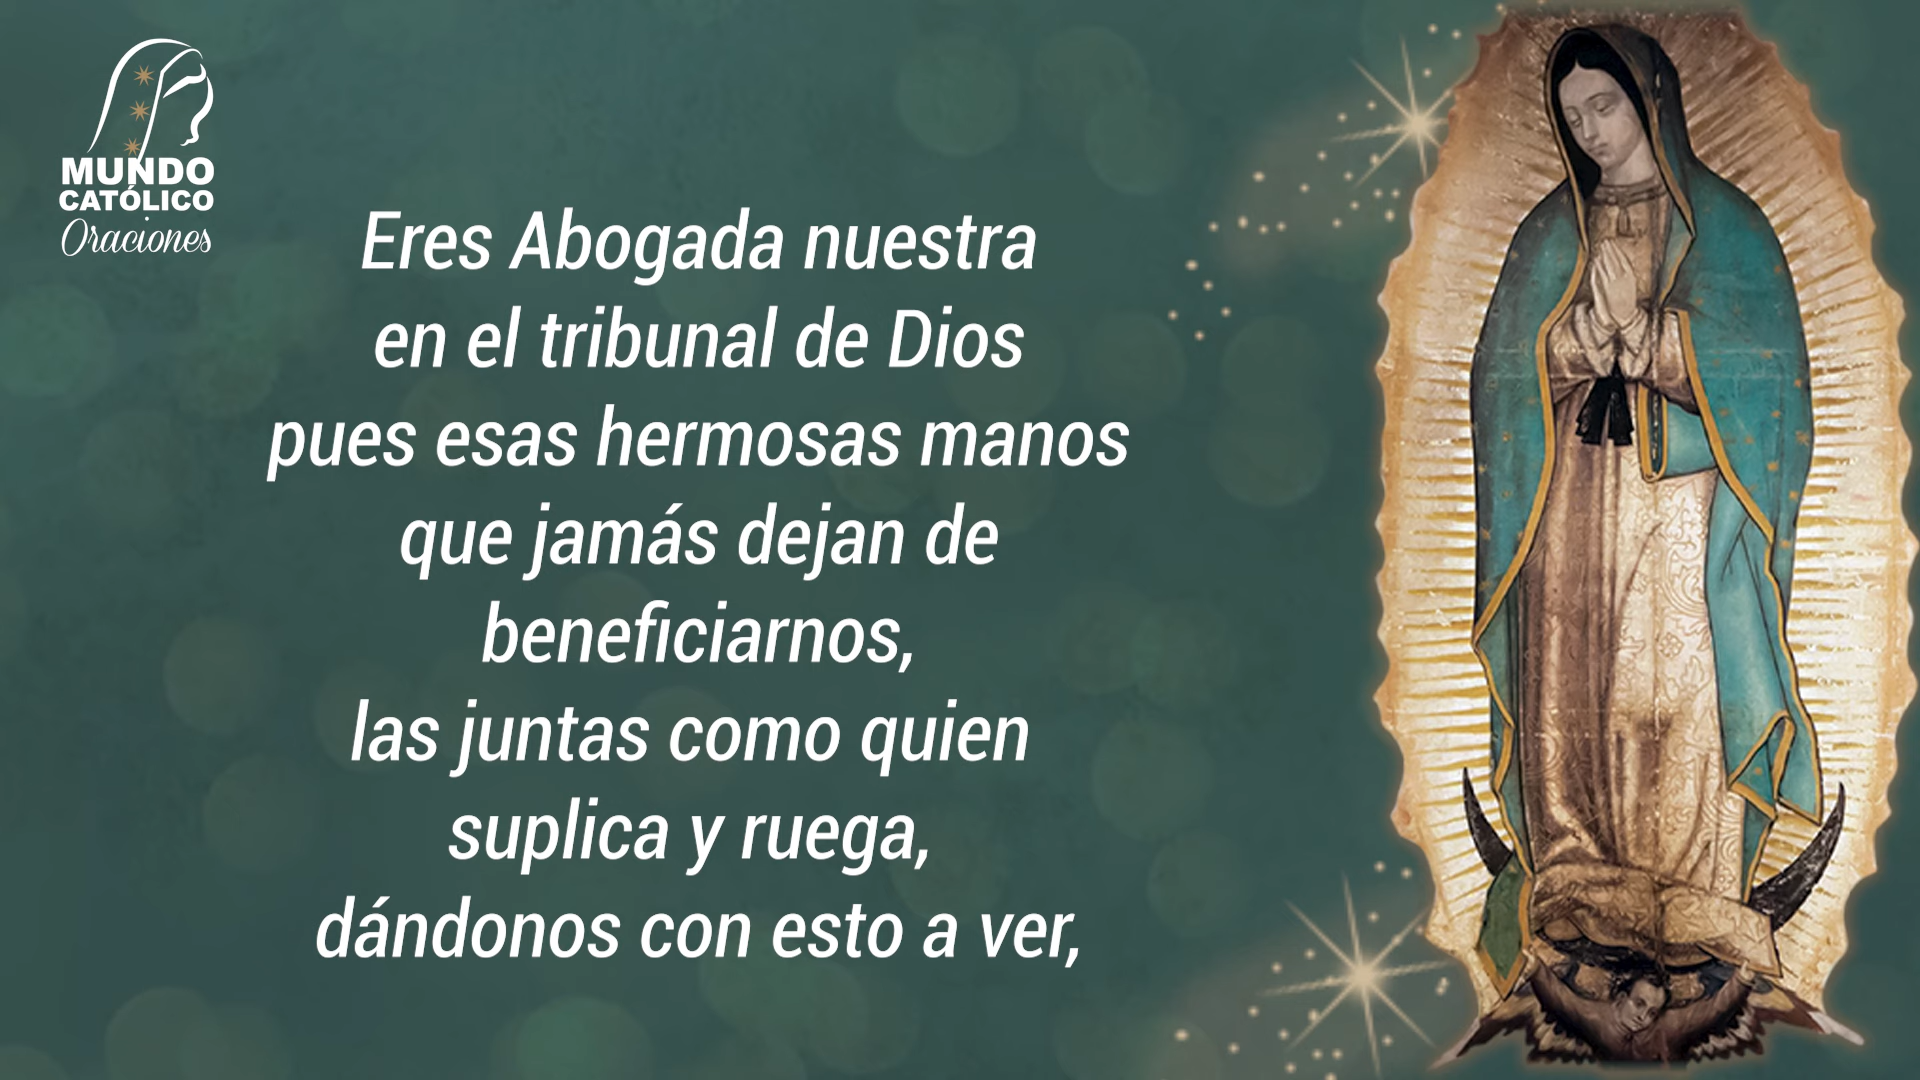 MUNDO
CATÓLICO
Oraciones
Eres Abogada nuestra
en el tribunal de Dios
pues esas hermosas manos
que jamás dejan de
beneficiarnos,
las juntas como quien
suplica y ruega,
dándonos con esto a ver,